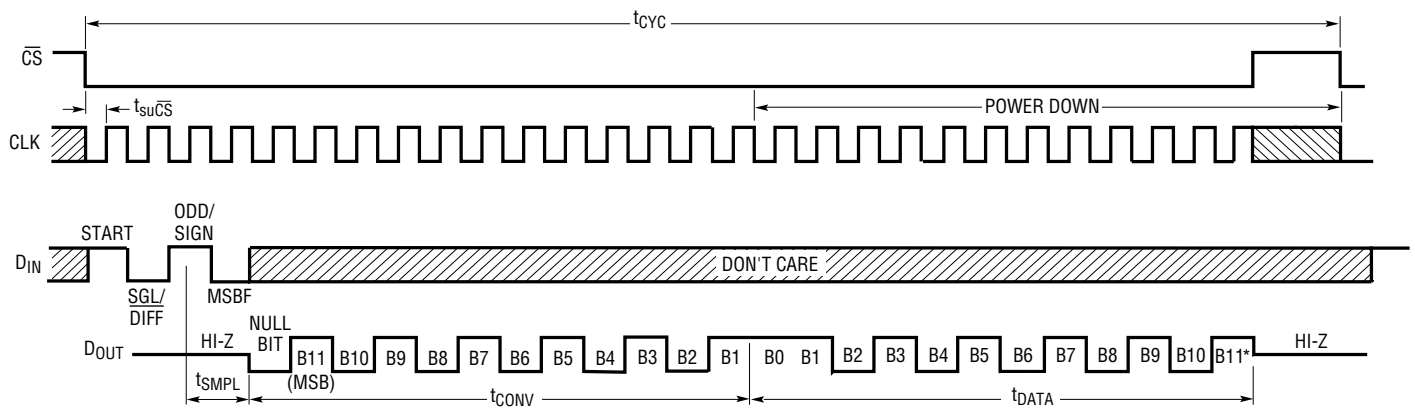 tCYC
CS
tsuCS
POWER DOWN
CLK
START
ODD/
SIGN
DIN
DON'T CARE
SGL/
DIFF
MSBF
NULL
BIT
DOUT
HI-Z
B11
(MSB)
B10
B9
B8
B7
B6
B5
B4
B3
B2
B1
B0
B1
B2
B3
B4
B5
B6
B7
B8
B9
B10
B11*
HI-Z
tSMPL
tCONV
tDATA